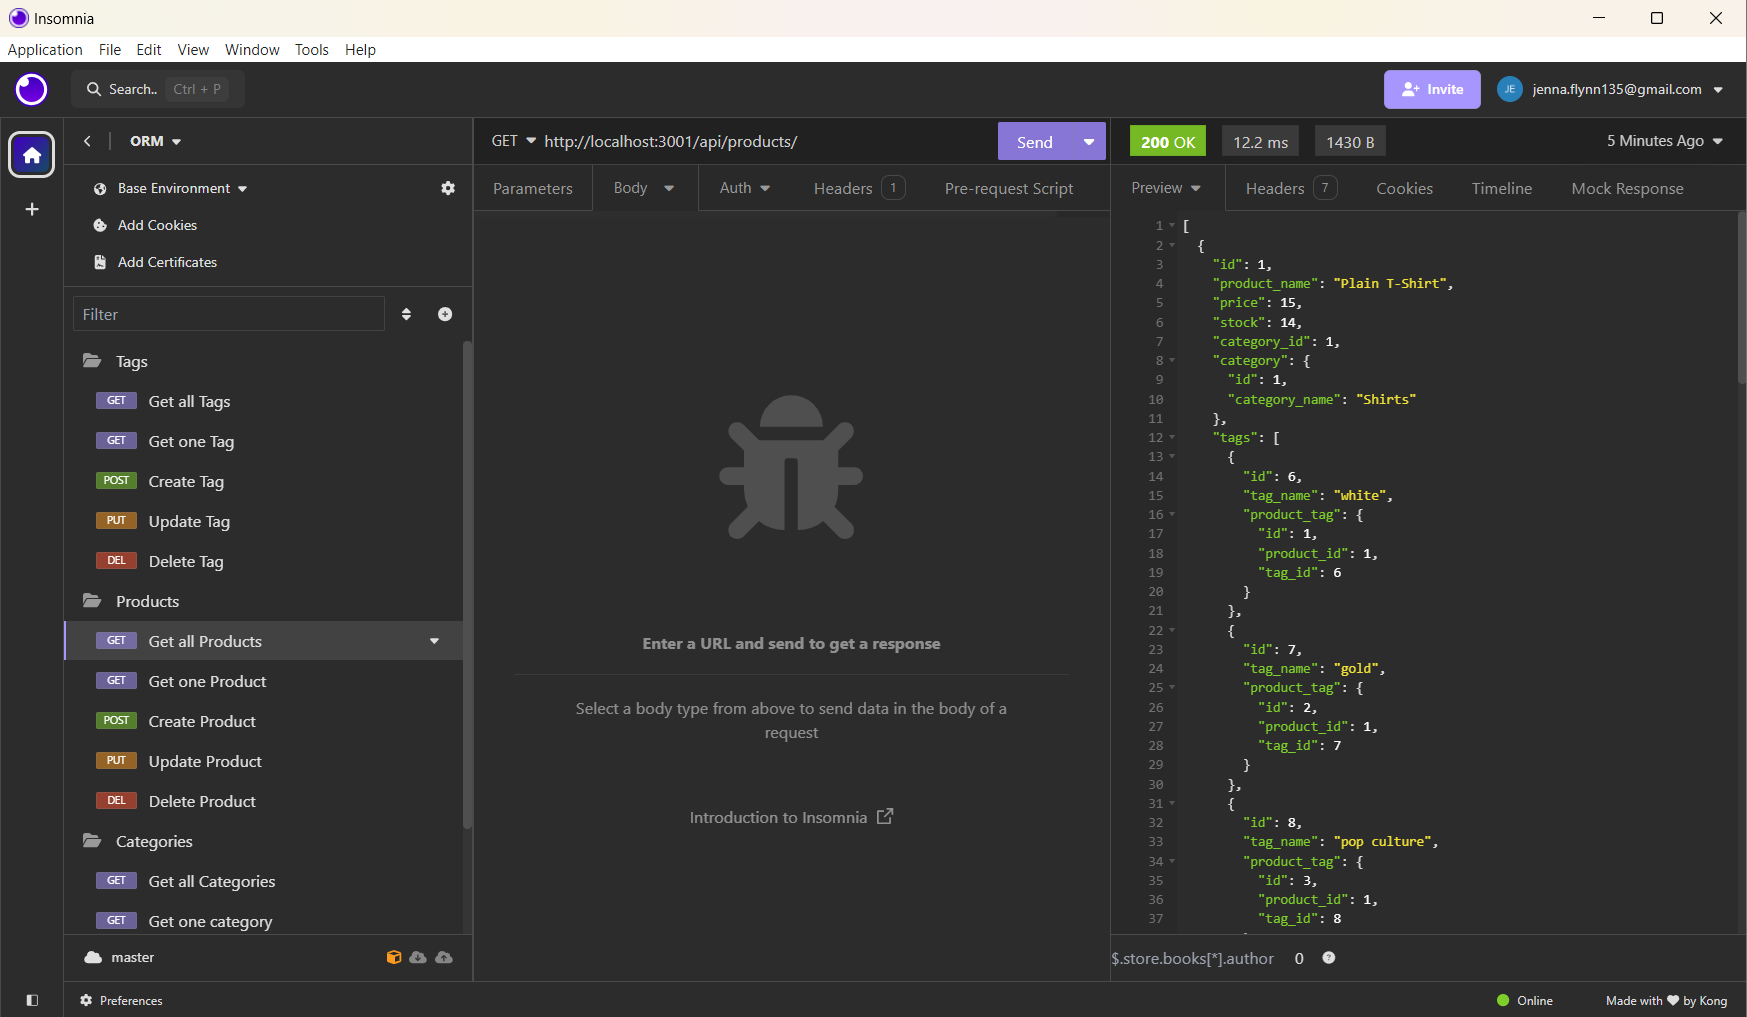 Insomnia
Application File Edit View Window Tools Help
Search.. Ctrl + P
Invite
JE jenna.flynn135@gmail.com
ORM
Base Environment
Add Cookies
Add Certificates
Filter
Tags
GET Get all Tags
GET Get one Tag
POST Create Tag
PUT Update Tag
DEL Delete Tag
Products
GET Get all Products
GET Get one Product
POST Create Product
PUT Update Product
DEL Delete Product
Categories
GET Get all Categories
GET Get one category
master
GET http://localhost:3001/api/products/ Send
Parameters Body Auth Headers 1 Pre-request Script
Enter a URL and send to get a response
Select a body type from above to send data in the body of a
request
Introduction to Insomnia
200 OK 12.2 ms 1430 B 5 Minutes Ago
Preview Headers 7 Cookies Timeline Mock Response
1 [
2 {
3 "id": 1,
4 "product_name": "Plain T-Shirt",
5 "price": 15,
6 "stock": 14,
7 "category_id": 1,
8 "category": {
9 "id": 1,
10 "category_name": "Shirts"
11 },
12 "tags": [
13 {
14 "id": 6,
15 "tag_name": "white",
16 "product_tag": {
17 "id": 1,
18 "product_id": 1,
19 "tag_id": 6
20 }
21 },
22 {
23 "id": 7,
24 "tag_name": "gold",
25 "product_tag": {
26 "id": 2,
27 "product_id": 1,
28 "tag_id": 7
29 }
30 },
31 {
32 "id": 8,
33 "tag_name": "pop culture",
34 "product_tag": {
35 "id": 3,
36 "product_id": 1,
37 "tag_id": 8
$.store.books[*].author 0
Preferences
Online
Made with ♥ by Kong